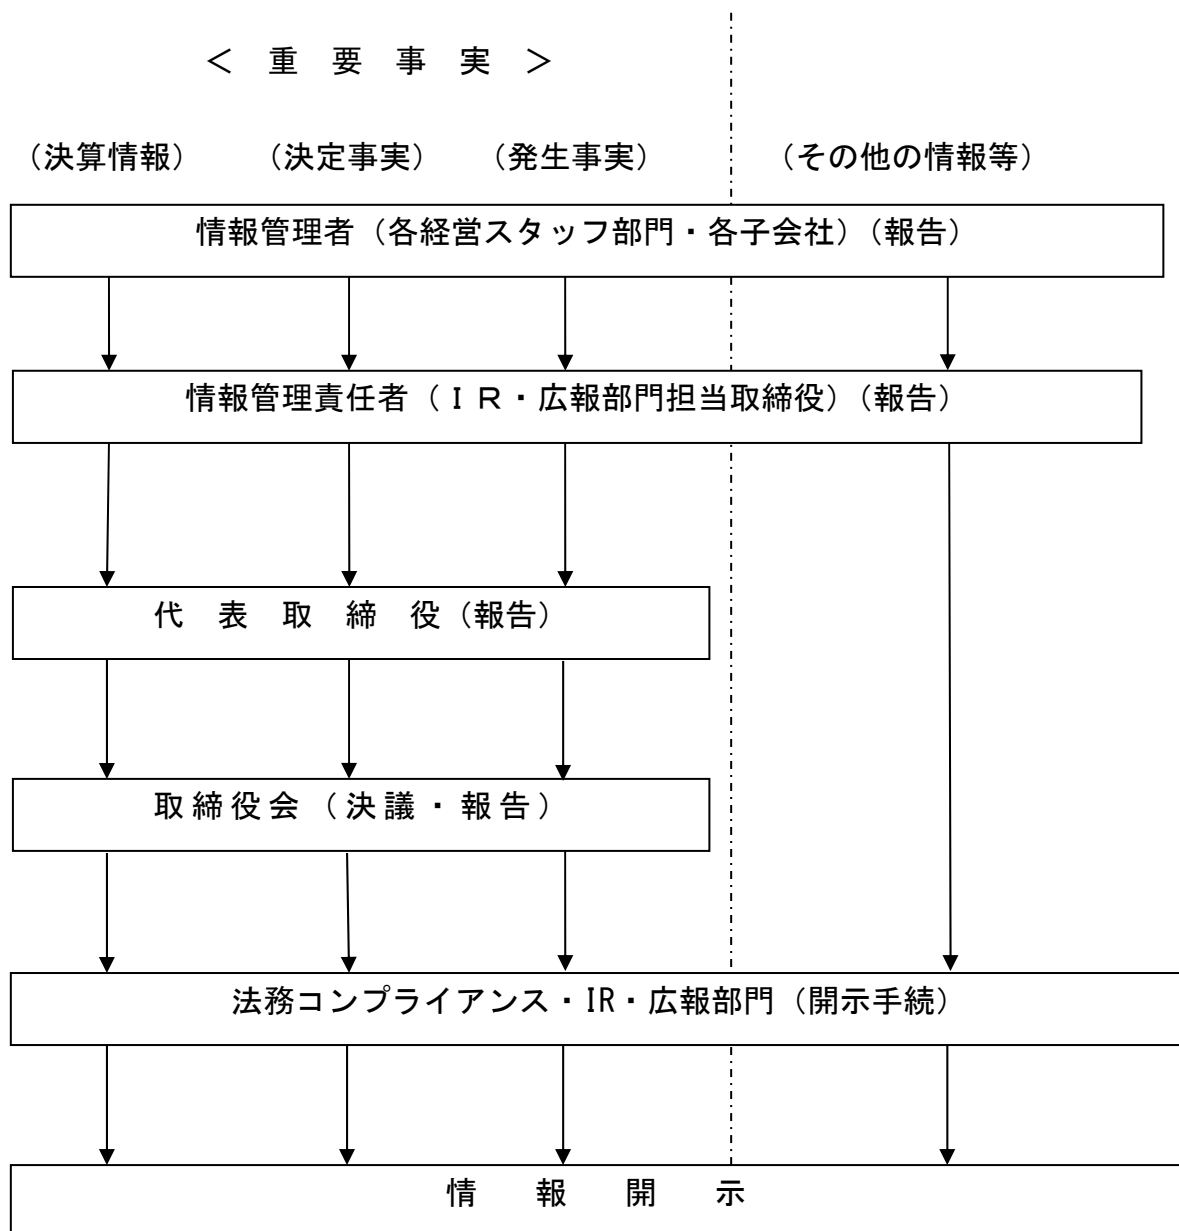 ＜　重　要　事　実　＞
（決算情報）　　（決定事実）　　（発生事実）　　　　（その他の情報等）
情報管理者（各経営スタッフ部門・各子会社）（報告）
情報管理責任者（ＩＲ・広報部門担当取締役）（報告）
代　表　取　締　役（報告）
取締役会（決議・報告）
法務コンプライアンス・IR・広報部門（開示手続）
情　報　開　示